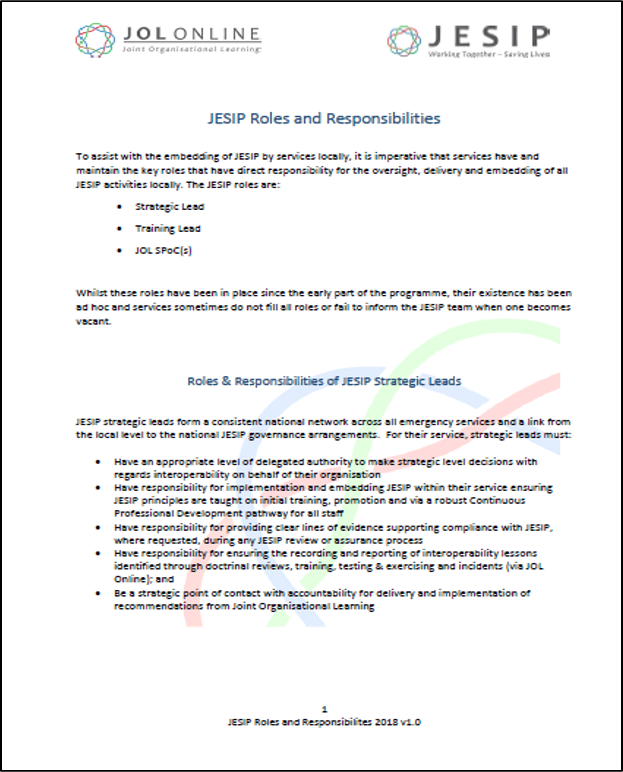 JOL ONLINE
Joint Organisational Learning
JESIP
Working Together – Saving Lives
JESIP Roles and Responsibilities
To assist with the embedding of JESIP by services locally, it is imperative that services have and
maintain the key roles that have direct responsibility for the oversight, delivery and embedding of all
JESIP activities locally. The JESIP roles are:
• Strategic Lead
• Training Lead
• JOL SPoC(s)
Whilst these roles have been in place since the early part of the programme, their existence has been
ad hoc and services sometimes do not fill all roles or fail to inform the JESIP team when one becomes
vacant.
Roles & Responsibilities of JESIP Strategic Leads
JESIP strategic leads form a consistent national network across all emergency services and a link from
the local level to the national JESIP governance arrangements. For their service, strategic leads must:
• Have an appropriate level of delegated authority to make strategic level decisions with
regards interoperability on behalf of their organisation
• Have responsibility for implementation and embedding JESIP within their service ensuring
JESIP principles are taught on initial training, promotion and via a robust Continuous
Professional Development pathway for all staff
• Have responsibility for providing clear lines of evidence supporting compliance with JESIP,
where requested, during any JESIP review or assurance process
• Have responsibility for ensuring the recording and reporting of interoperability lessons
identified through doctrinal reviews, training, testing & exercising and incidents (via JOL
Online); and
• Be a strategic point of contact with accountability for delivery and implementation of
recommendations from Joint Organisational Learning
1
JESIP Roles and Responsibilites 2018 v1.0